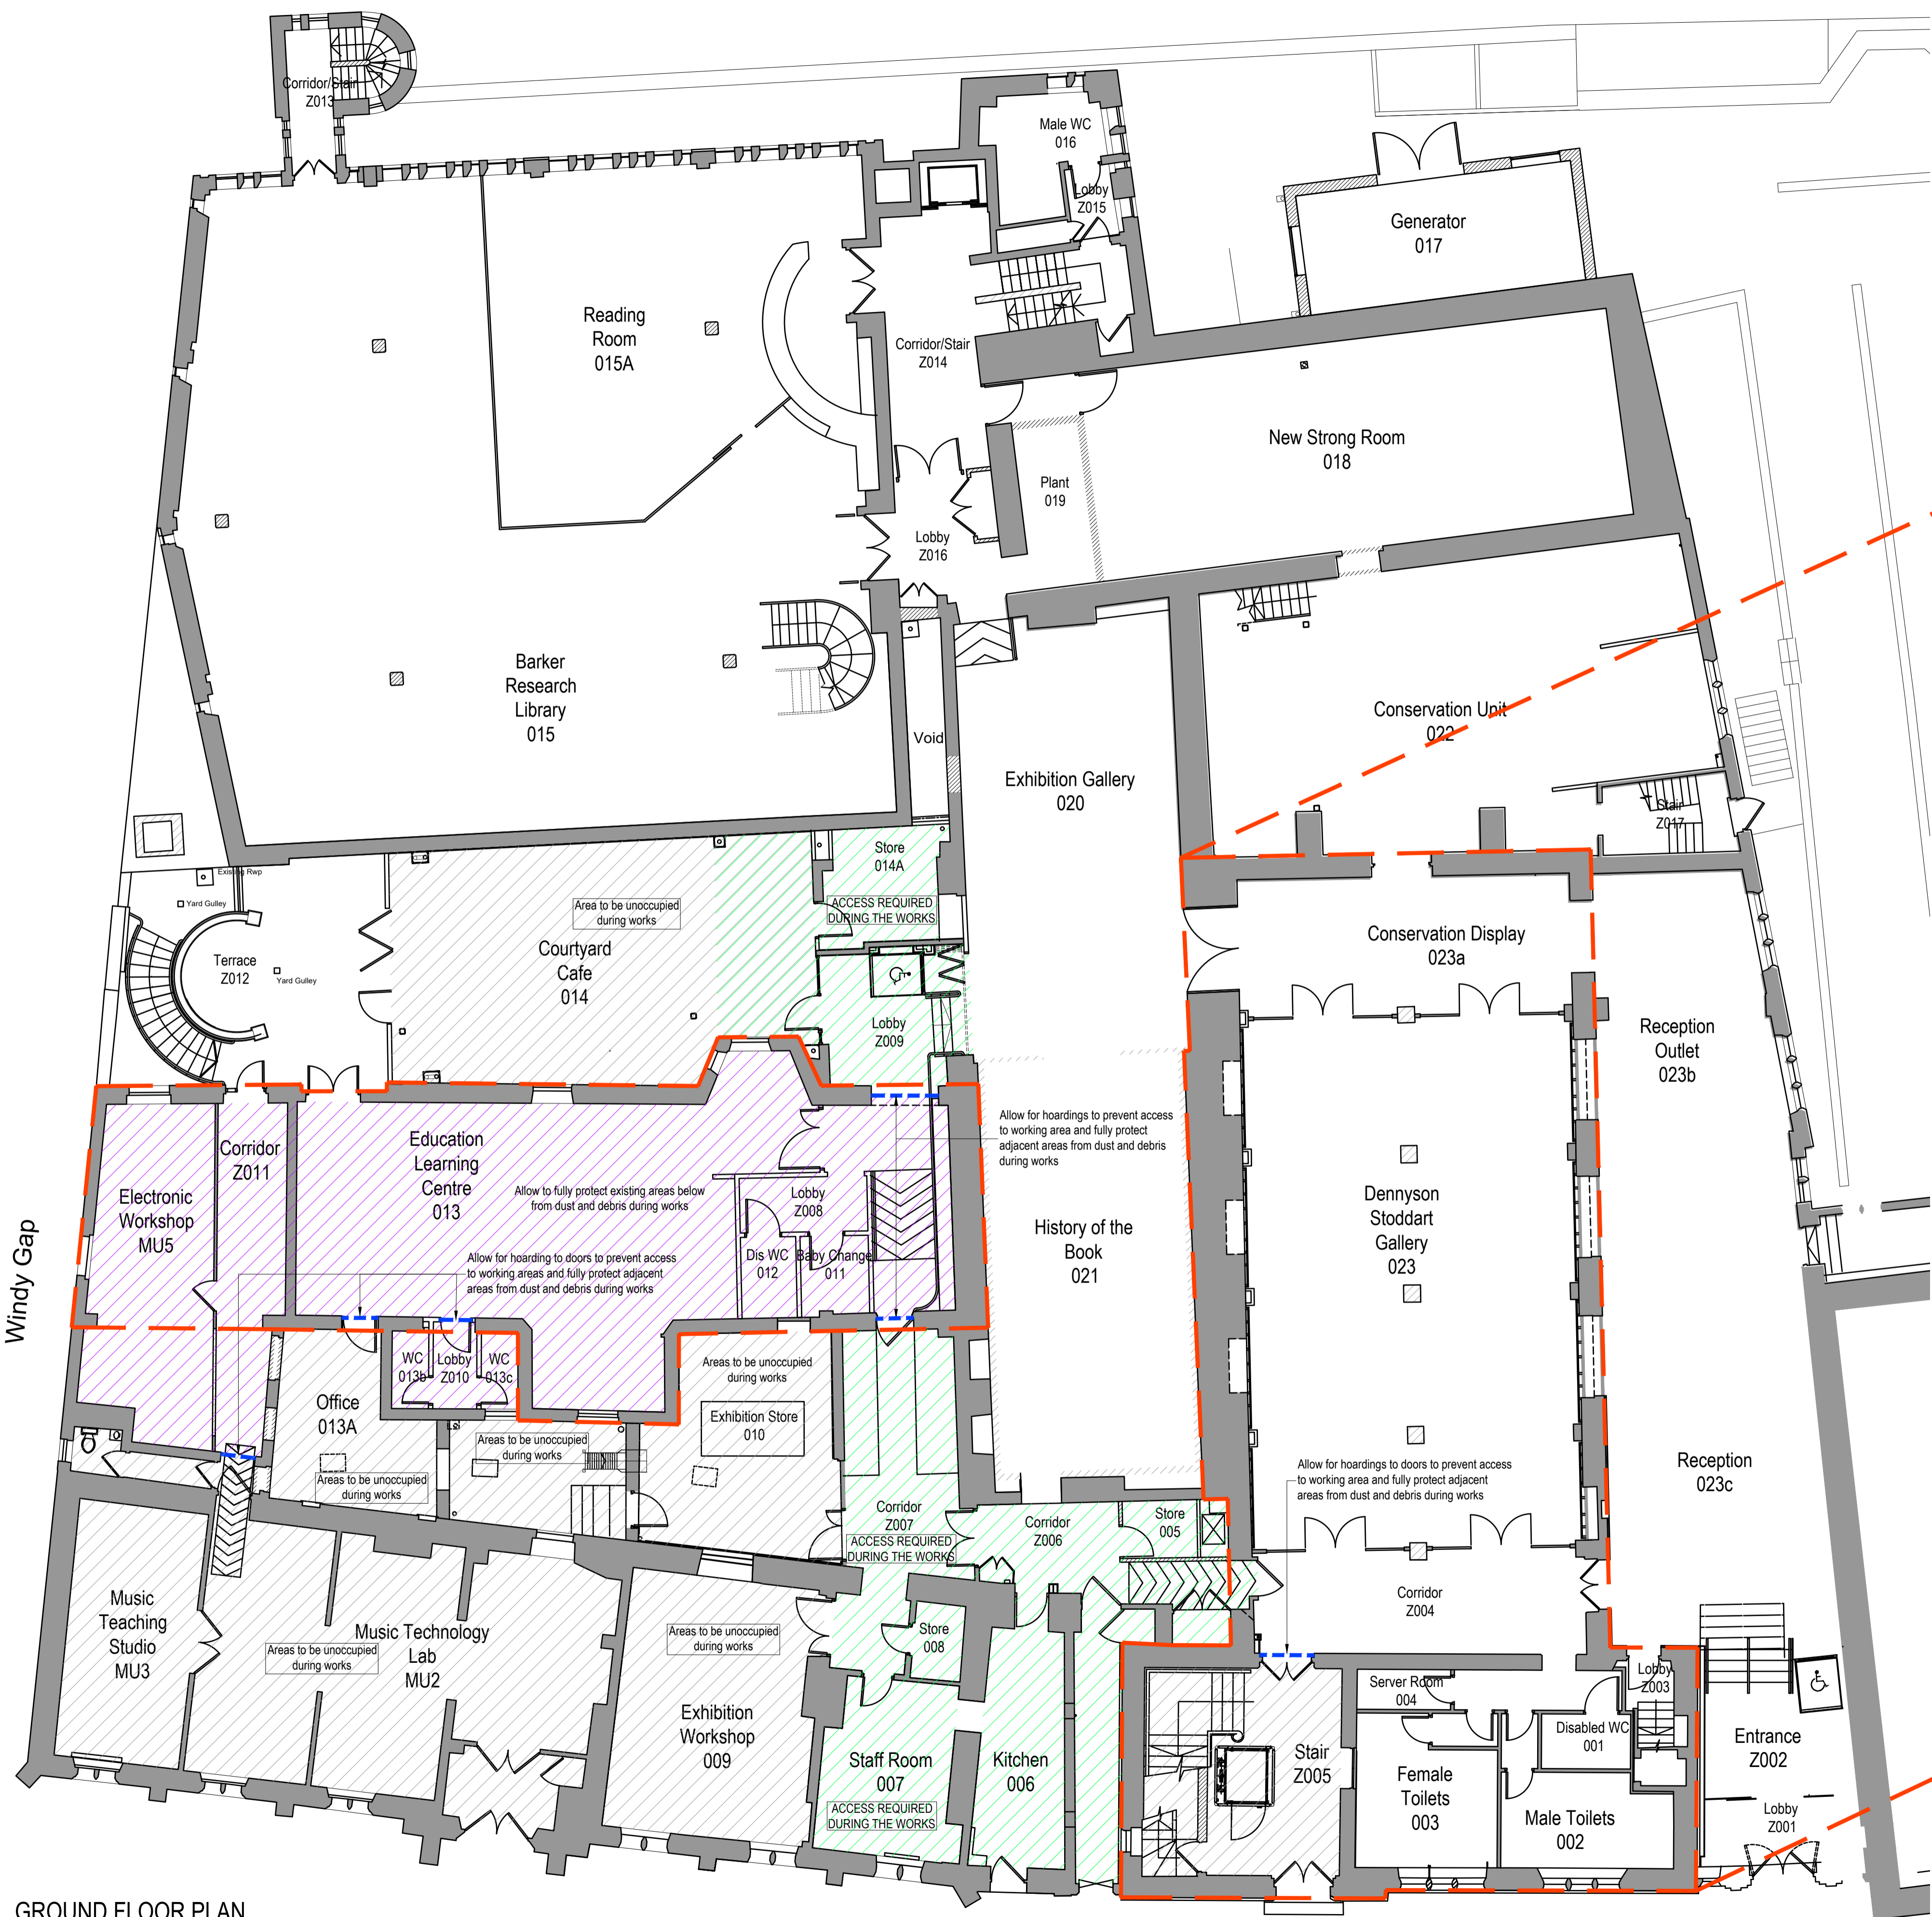 Corridor/Stair
Z013
Male WC
016
Lobby
Z015
Generator
017
Reading
Room
015A
Corridor/Stair
Z014
New Strong Room
018
Plant
019
Lobby
Z016
Barker
Research
Library
015
Void
Conservation Unit
022
Exhibition Gallery
020
Stair
Z017
Store
014A
ACCESS REQUIRED
DURING THE WORKS
Existing Rwp
Yard Gulley
Area to be unoccupied
during works
Terrace
Z012
Yard Gulley
Courtyard
Cafe
014
Lobby
Z009
Conservation Display
023a
Reception
Outlet
023b
Allow for hoardings to prevent access
to working area and fully protect
adjacent areas from dust and debris
during works
Corridor
Z011
Education
Learning
Centre
013
Electronic
Workshop
MU5
Allow to fully protect existing areas below
from dust and debris during works
Lobby
Z008
Dennyson
Stoddart
Gallery
023
Windy Gap
History of the
Book
021
Allow for hoarding to doors to prevent access
to working areas and fully protect adjacent
areas from dust and debris during works
Dis WC
012
Baby Change
011
WC
013b
Lobby
Z010
WC
013c
Areas to be unoccupied
during works
Office
013A
Exhibition Store
010
Areas to be unoccupied
during works
Areas to be unoccupied
during works
Allow for hoardings to doors to prevent access
to working area and fully protect adjacent
areas from dust and debris during works
Reception
023c
Corridor
Z007
ACCESS REQUIRED
DURING THE WORKS
Corridor
Z006
Store
005
Corridor
Z004
Music
Teaching
Studio
MU3
Music Technology
Lab
MU2
Areas to be unoccupied
during works
Areas to be unoccupied
during works
Store
008
Server Room
004
Lobby
Z003
Exhibition
Workshop
009
Staff Room
007
ACCESS REQUIRED
DURING THE WORKS
Kitchen
006
Stair
Z005
Disabled WC
001
Entrance
Z002
Female
Toilets
003
Male Toilets
002
Lobby
Z001
GROUND FLOOR PLAN